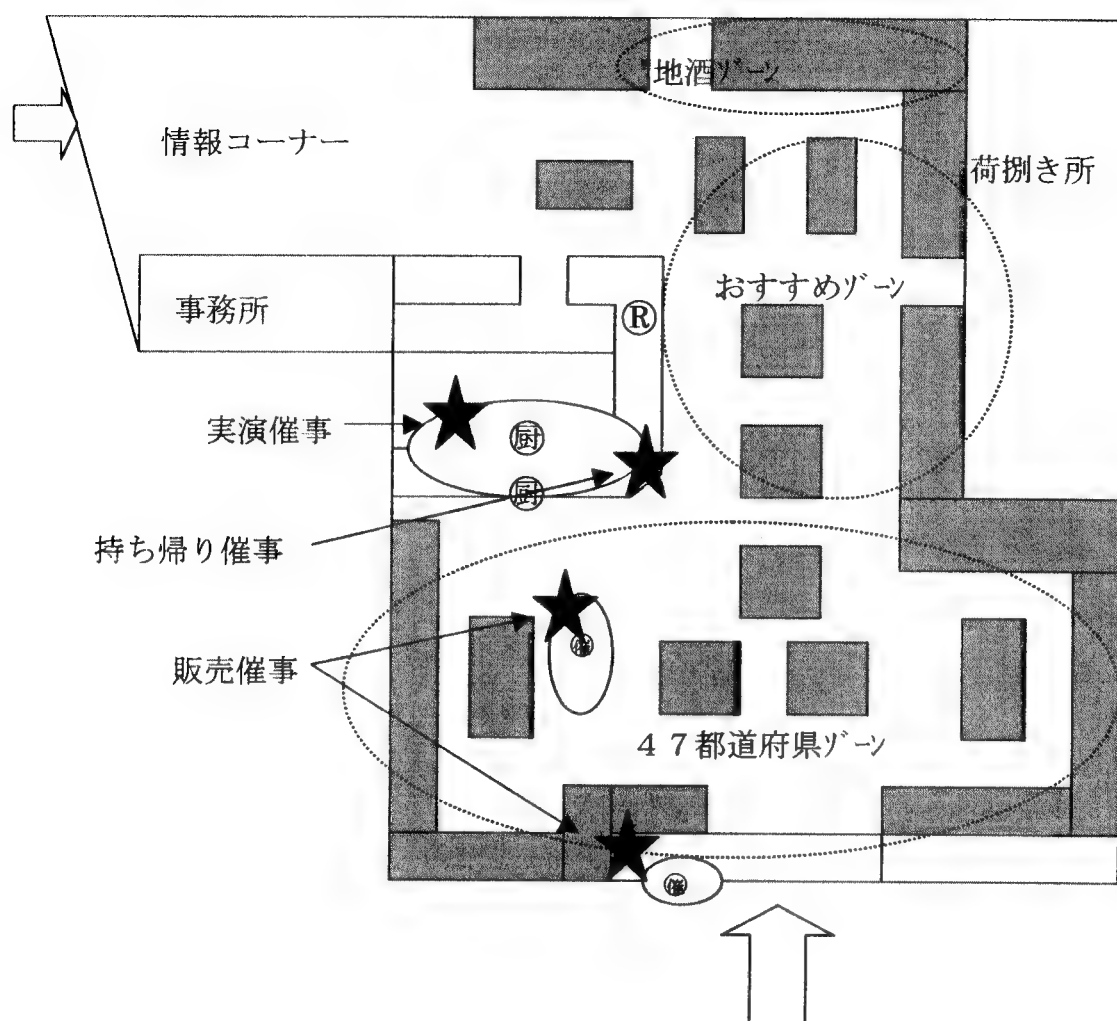 地酒ｿﾞｰﾝ
情報コーナー
荷捌き所
おすすめｿﾞｰﾝ
事務所
Ⓡ
実演催事
厨
厨
持ち帰り催事
催
販売催事
４７都道府県ｿﾞｰﾝ
催